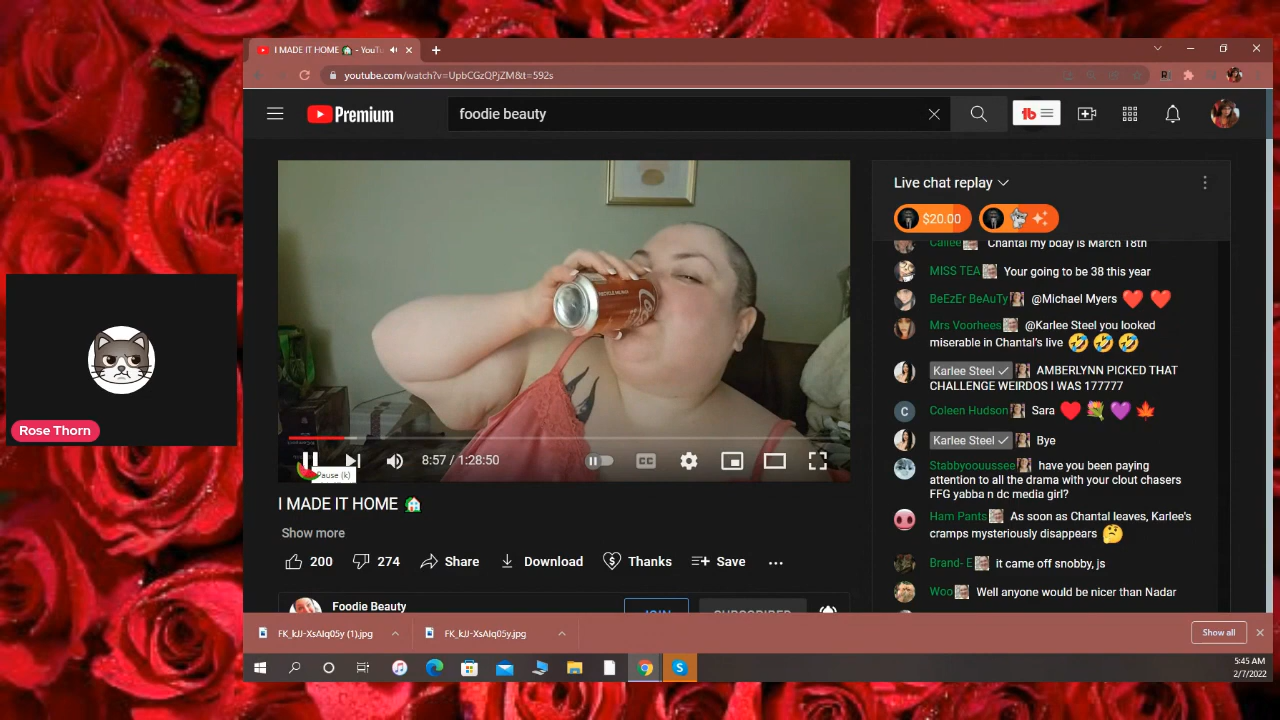 I MADE IT HOME 🏠 - YouTu
youtube.com/watch?v=UpbCGzQPjZM&t=592s
Premium
foodie beauty
Live chat replay
$20.00
Callee Chantal my bday is March 18th
MISS TEA Your going to be 38 this year
BeEzEr BeAuTy @Michael Myers ❤️ ❤️
Mrs Voorhees @Karlee Steel you looked
miserable in Chantal's live 🤣 🤣 🤣
Karlee Steel AMBERLYNN PICKED THAT
CHALLENGE WEIRDOS I WAS 177777
C Coleen Hudson Sara ❤️ 💐 💜 🍁
Karlee Steel Bye
Stabbyoouussee have you been paying
attention to all the drama with your clout chasers
FFG yabba n dc media girl?
Ham Pants As soon as Chantal leaves, Karlee's
cramps mysteriously disappears 🤔
Brand- E it came off snobby, js
Woo Well anyone would be nicer than Nadar
8:57 / 1:28:50
CC
Pause (k)
I MADE IT HOME 🏠
Show more
200
274
Share
Download
Thanks
Save
Foodie Beauty
JOIN
SUBSCRIBED
Rose Thorn
FK_kJJ-XsAIq05y (1).jpg
FK_kJJ-XsAIq05y.jpg
Show all
5:45 AM
2/7/2022